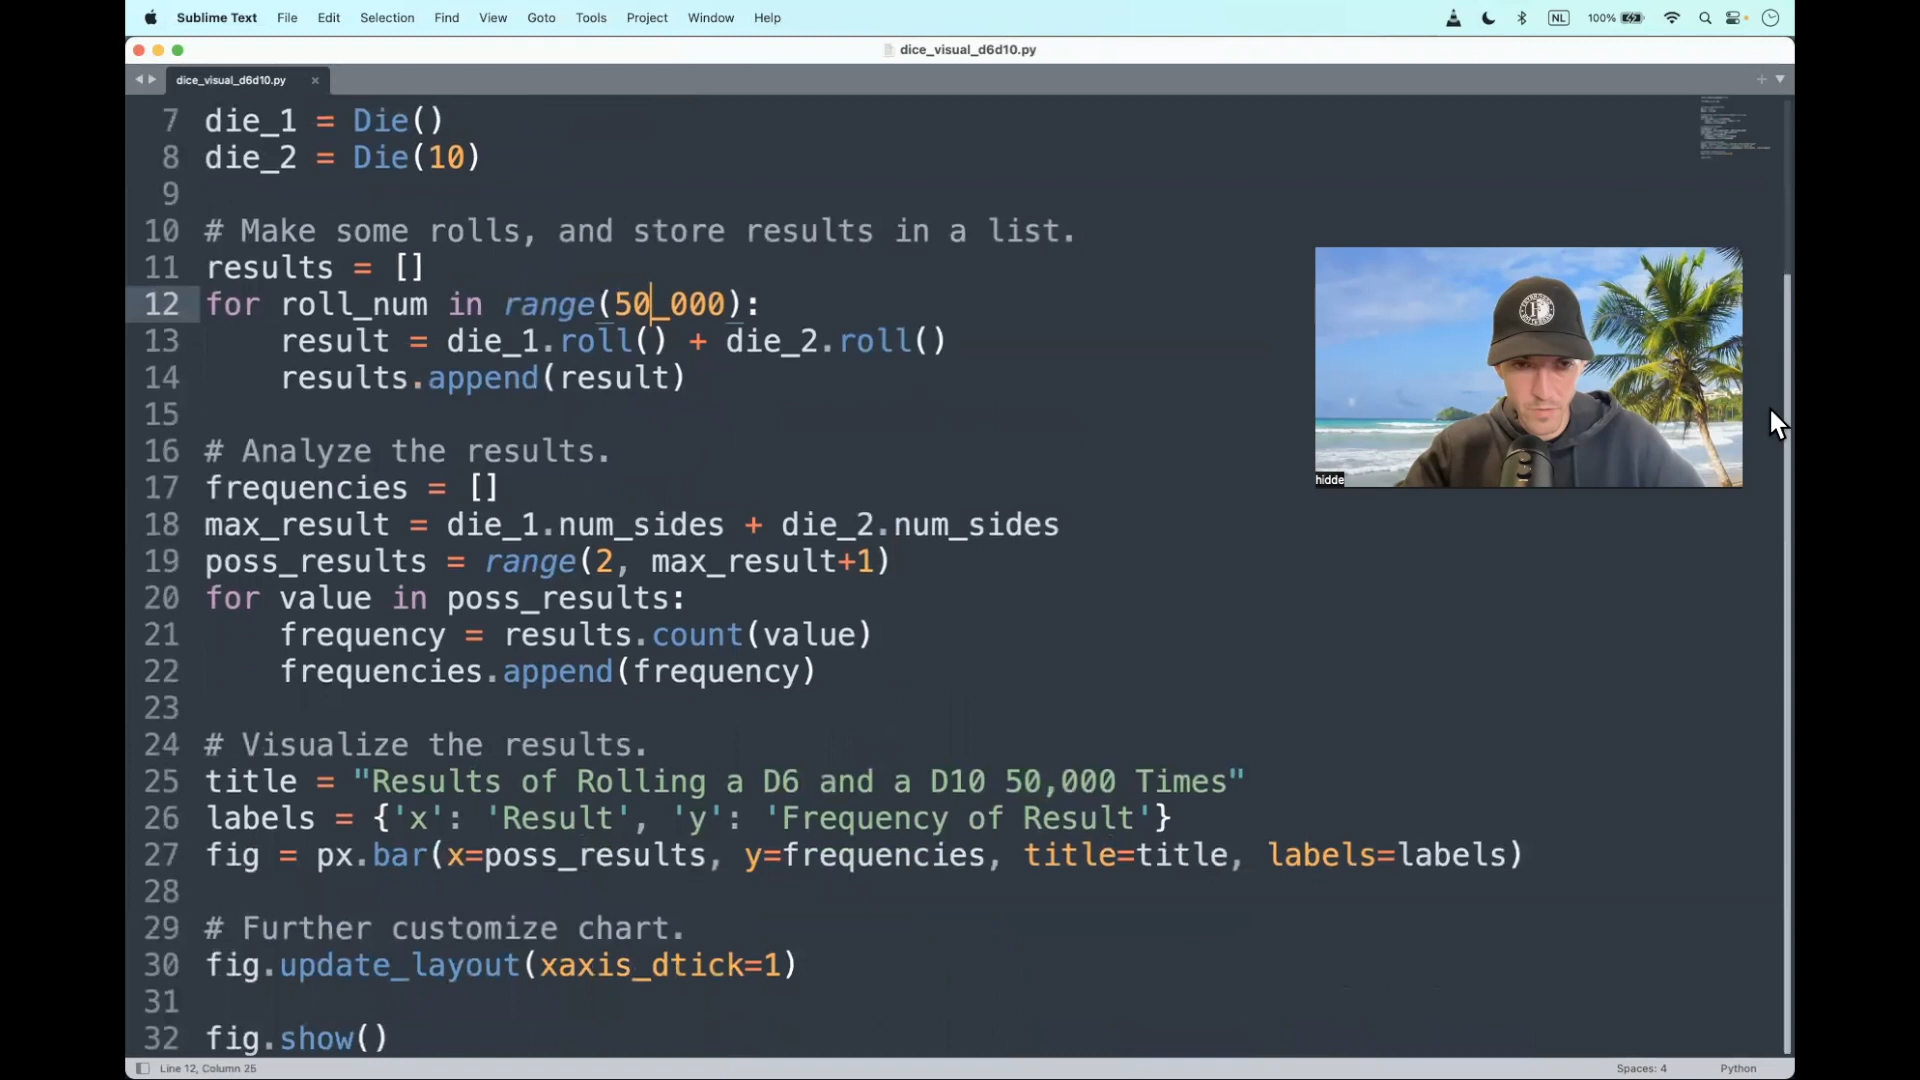 Sublime Text File Edit Selection Find View Goto Tools Project Window Help NL 100%
dice_visual_d6d10.py
dice_visual_d6d10.py
7 die_1 = Die()
8 die_2 = Die(10)
9
10 # Make some rolls, and store results in a list.
11 results = []
12 for roll_num in range(50_000):
13     result = die_1.roll() + die_2.roll()
14     results.append(result)
15
16 # Analyze the results.
17 frequencies = []
18 max_result = die_1.num_sides + die_2.num_sides
19 poss_results = range(2, max_result+1)
20 for value in poss_results:
21     frequency = results.count(value)
22     frequencies.append(frequency)
23
24 # Visualize the results.
25 title = "Results of Rolling a D6 and a D10 50,000 Times"
26 labels = {'x': 'Result', 'y': 'Frequency of Result'}
27 fig = px.bar(x=poss_results, y=frequencies, title=title, labels=labels)
28
29 # Further customize chart.
30 fig.update_layout(xaxis_dtick=1)
31
32 fig.show()
hidde
Line 12, Column 25 Spaces: 4 Python